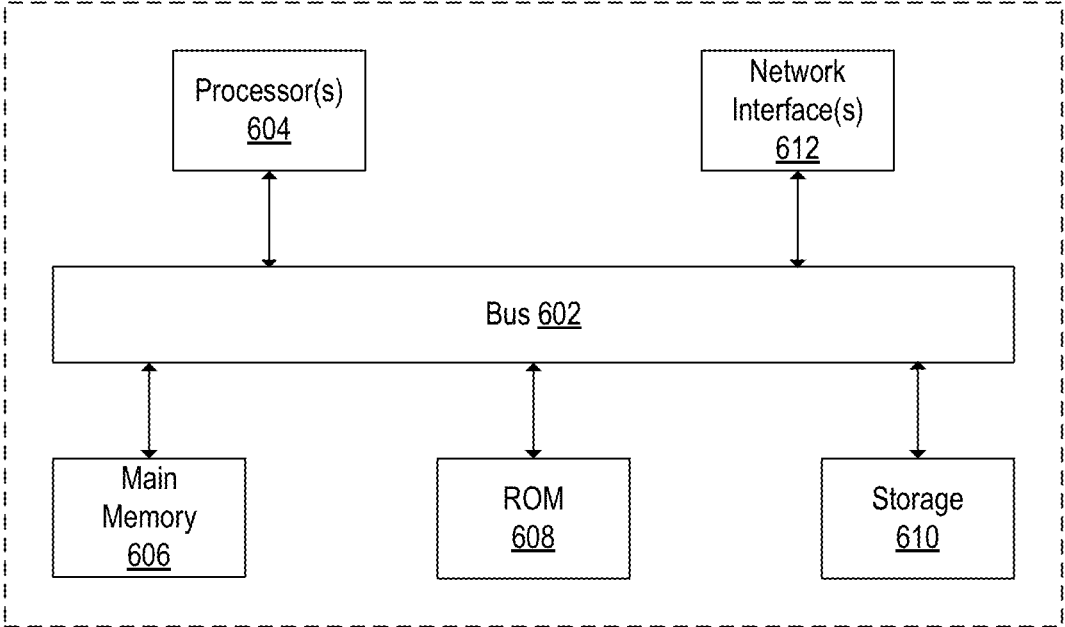 Processor(s)
604
Network
Interface(s)
612
Bus 602
Main
Memory
606
ROM
608
Storage
610